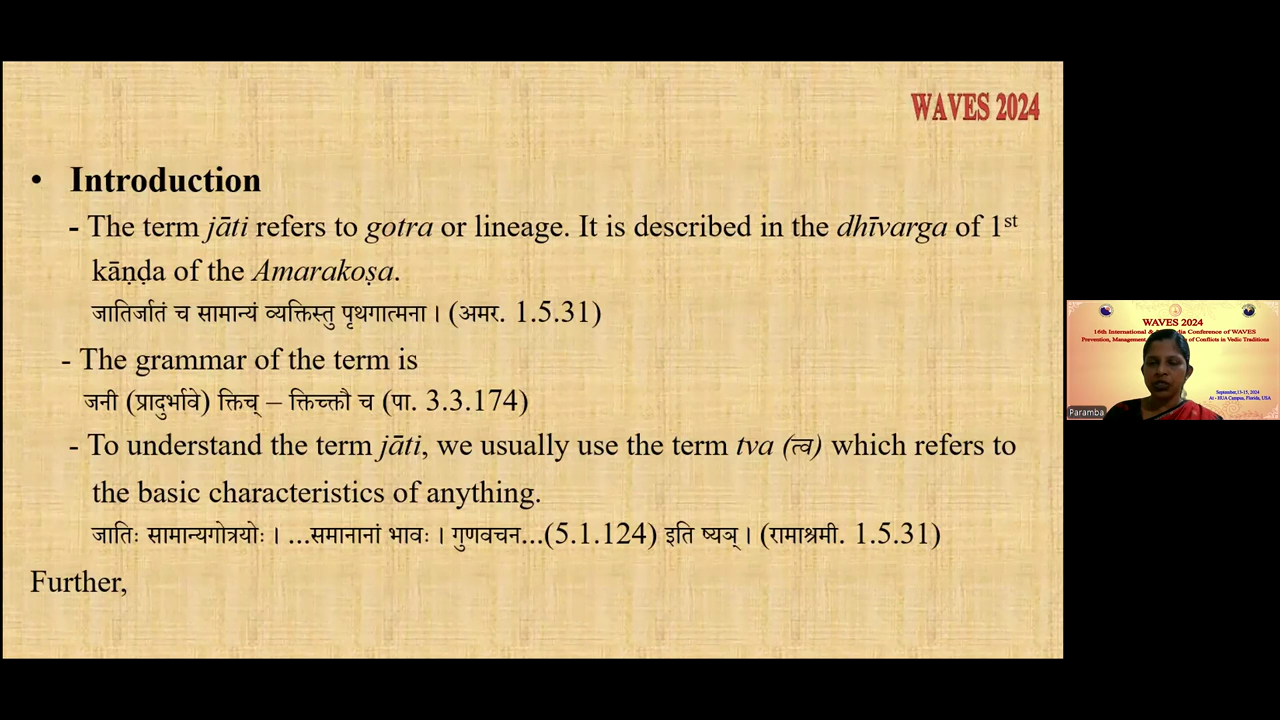 WAVES 2024
• Introduction
- The term jāti refers to gotra or lineage. It is described in the dhīvarga of 1st
kāṇḍa of the Amarakoṣa.
जातिर्जातं च सामान्यं व्यक्तिस्तु पृथगात्मना । (अमर. 1.5.31)
- The grammar of the term is
जनी (प्रादुर्भावे) क्तिच् – क्तिच्क्तौ च (पा. 3.3.174)
- To understand the term jāti, we usually use the term tva (त्व) which refers to
the basic characteristics of anything.
जातिः सामान्यगोत्रयोः । ...समानानां भावः । गुणवचन...(5.1.124) इति ष्यञ् । (रामाश्रमी. 1.5.31)
Further,
WAVES 2024
16th International & India Conference of WAVES
Prevention, Management of Conflicts in Vedic Traditions
September,13-15, 2024
At - HUA Campus, Florida, USA
Paramba